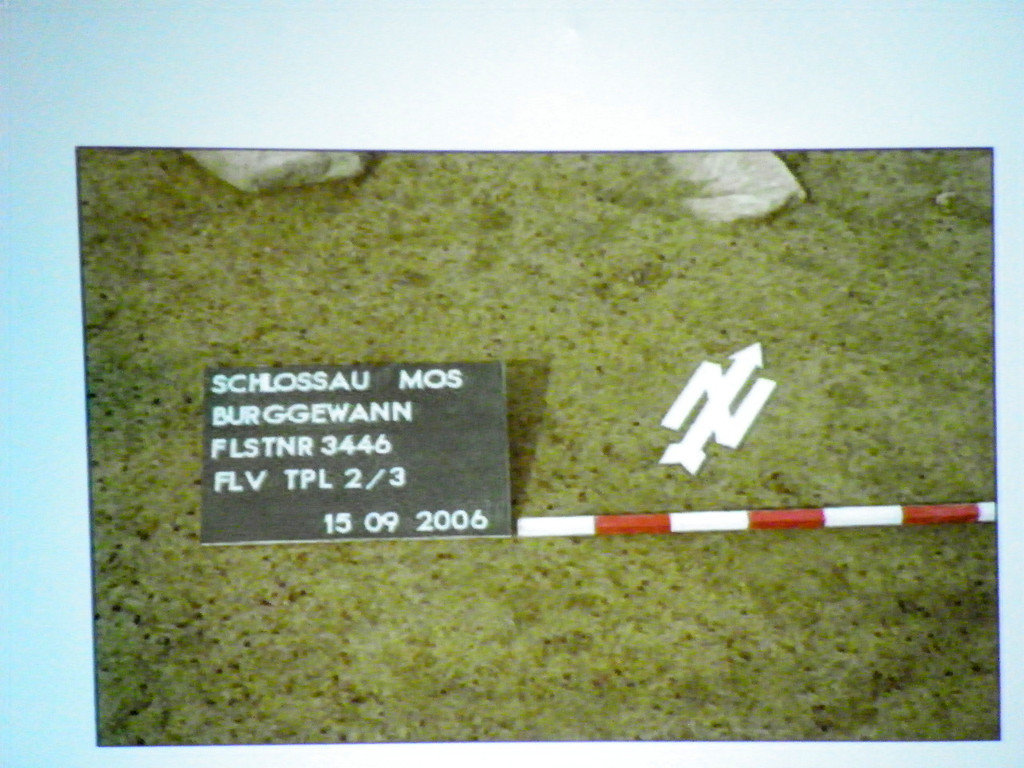 SCHLOSSAU MOS
BURGGEWANN
FLSTNR 3446
FLV TPL 2/3
15 09 2006
N